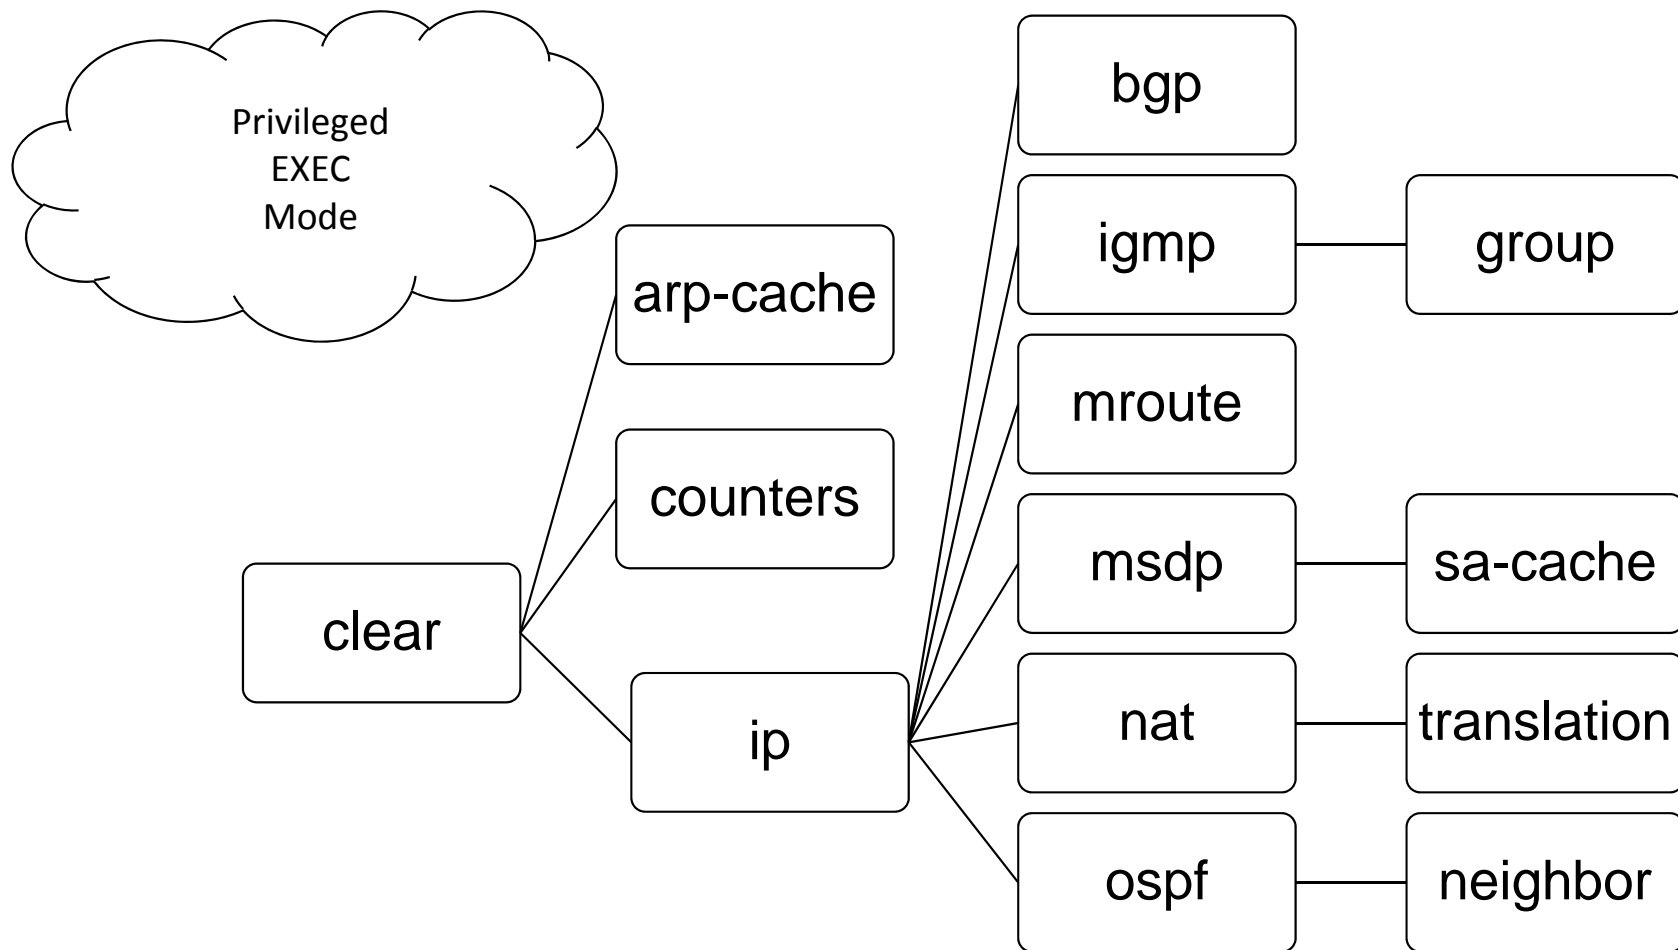 Privileged
EXEC
Mode
clear
arp-cache
counters
ip
bgp
igmp
group
mroute
msdp
sa-cache
nat
translation
ospf
neighbor